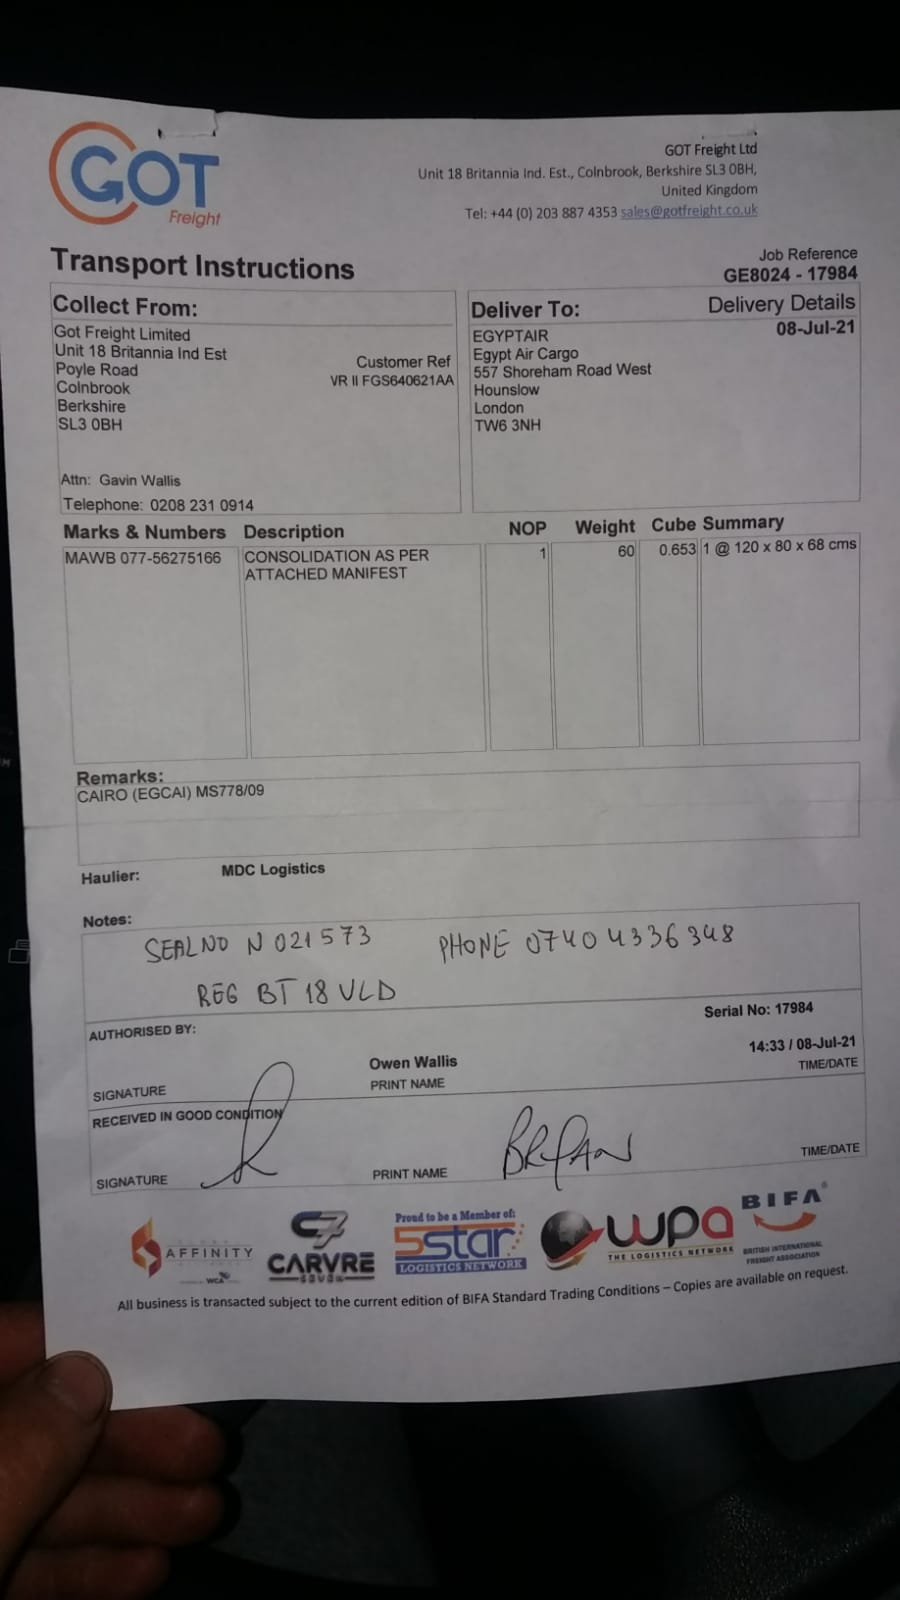 GOT
Freight
GOT Freight Ltd
Unit 18 Britannia Ind. Est., Colnbrook, Berkshire SL3 0BH,
United Kingdom
Tel: +44 (0) 203 887 4353 sales@gotfreight.co.uk
Transport Instructions
Job Reference
GE8024 - 17984
Collect From:
Got Freight Limited
Unit 18 Britannia Ind Est
Poyle Road
Colnbrook
Berkshire
SL3 0BH
Customer Ref
VR II FGS640621AA
Attn: Gavin Wallis
Telephone: 0208 231 0914
Deliver To:
EGYPTAIR
Egypt Air Cargo
557 Shoreham Road West
Hounslow
London
TW6 3NH
Delivery Details
08-Jul-21
Marks & Numbers Description NOP Weight Cube Summary
MAWB 077-56275166 CONSOLIDATION AS PER 1 60 0.653 1 @ 120 x 80 x 68 cms
ATTACHED MANIFEST
Remarks:
CAIRO (EGCAI) MS778/09
Haulier: MDC Logistics
Notes:
SEALNO N 021573 PHONE 07404336348
REG BT 18 VLD
Serial No: 17984
AUTHORISED BY:
Owen Wallis 14:33 / 08-Jul-21
SIGNATURE PRINT NAME TIME/DATE
RECEIVED IN GOOD CONDITION
BRYAN
SIGNATURE PRINT NAME TIME/DATE
AFFINITY
WCA
CARVRE
SEVEN
Proud to be a Member of:
5star
LOGISTICS NETWORK
wpa
THE LOGISTICS NETWORK
BIFA
BRITISH INTERNATIONAL
FREIGHT ASSOCIATION
All business is transacted subject to the current edition of BIFA Standard Trading Conditions – Copies are available on request.